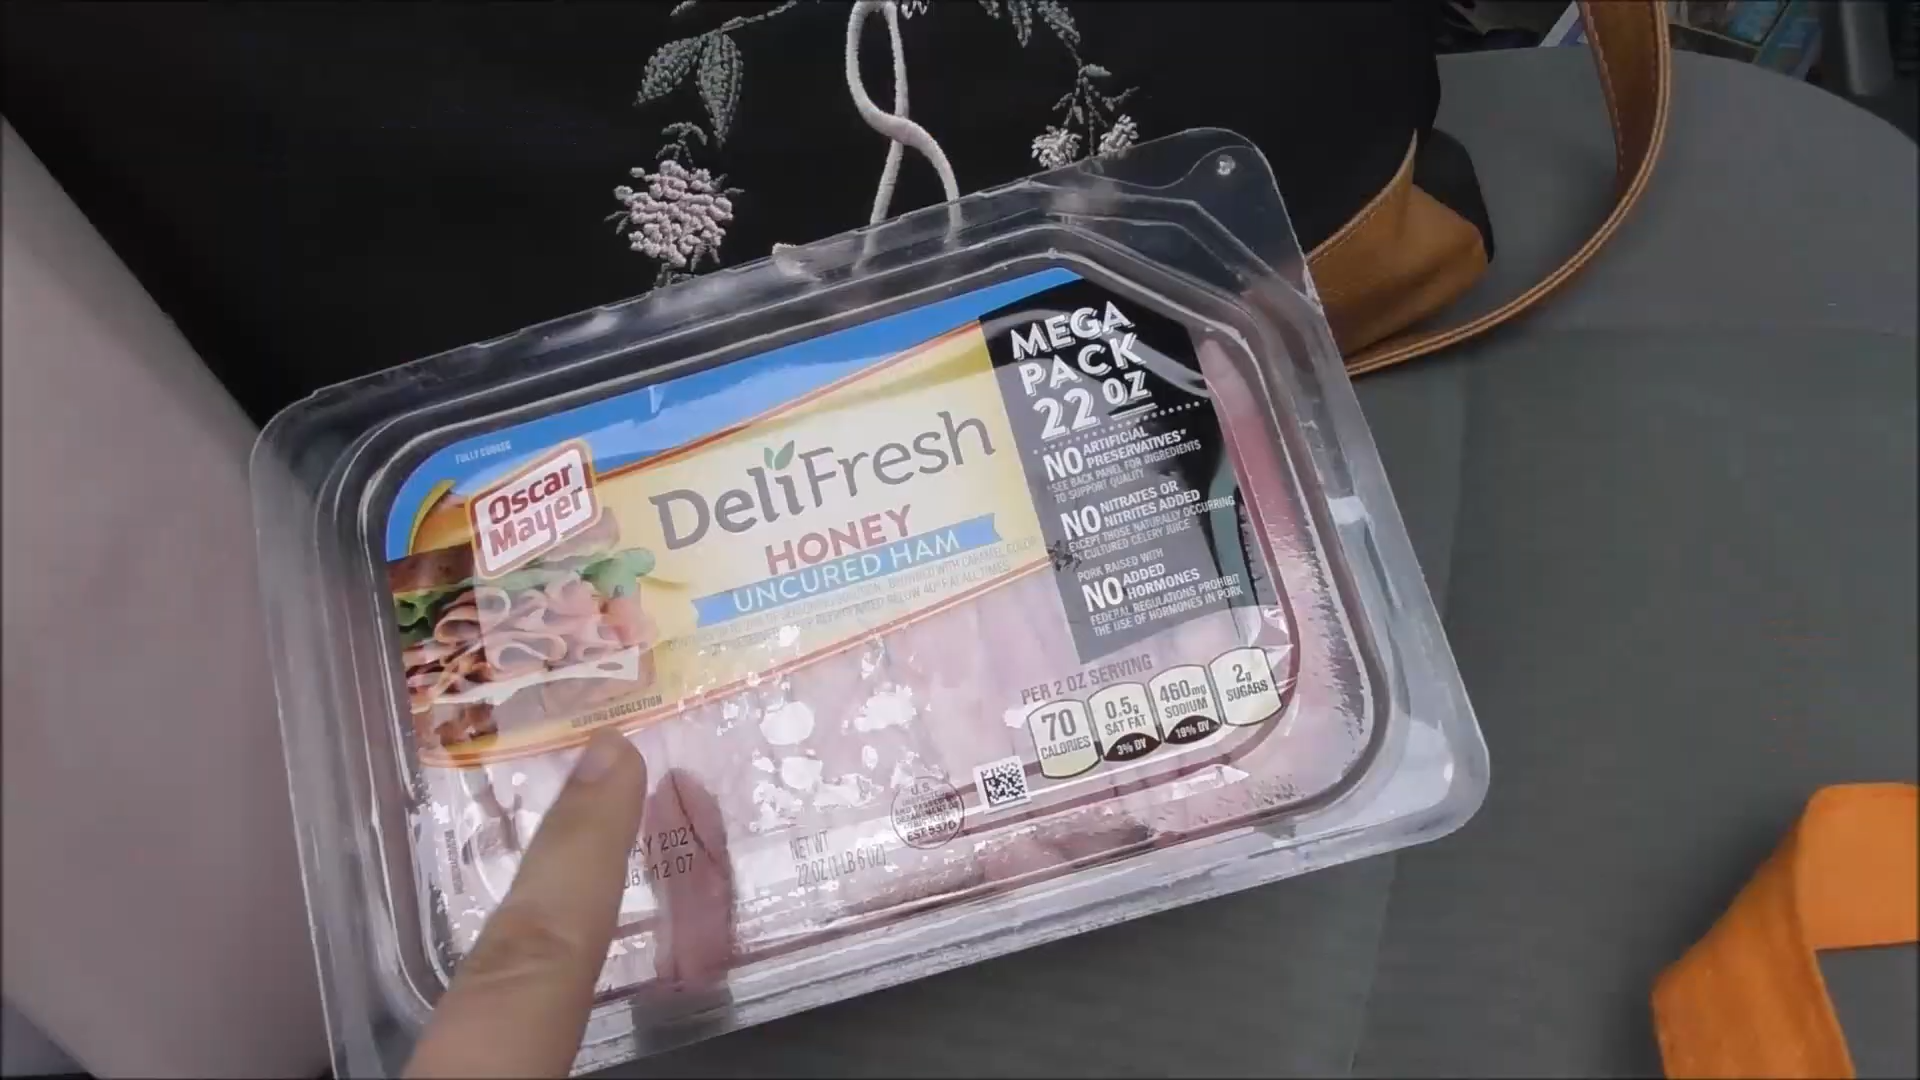 FULLY COOKED
Oscar
Mayer
DeliFresh
HONEY
UNCURED HAM
SERVING SUGGESTION
MEGA
PACK
22 OZ
NO ARTIFICIAL
PRESERVATIVES*
*SEE BACK PANEL FOR INGREDIENTS
TO SUPPORT QUALITY
NO NITRATES OR
NITRITES ADDED
EXCEPT THOSE NATURALLY OCCURRING
IN CULTURED CELERY JUICE
PORK RAISED WITH
NO ADDED
HORMONES
FEDERAL REGULATIONS PROHIBIT
THE USE OF HORMONES IN PORK
PER 2 OZ SERVING
70
CALORIES
0.5g
SAT FAT
3% DV
460mg
SODIUM
19% DV
2g
SUGARS
AY 2021
12 07
NET WT
22 OZ (1 LB 6 OZ)
U.S.